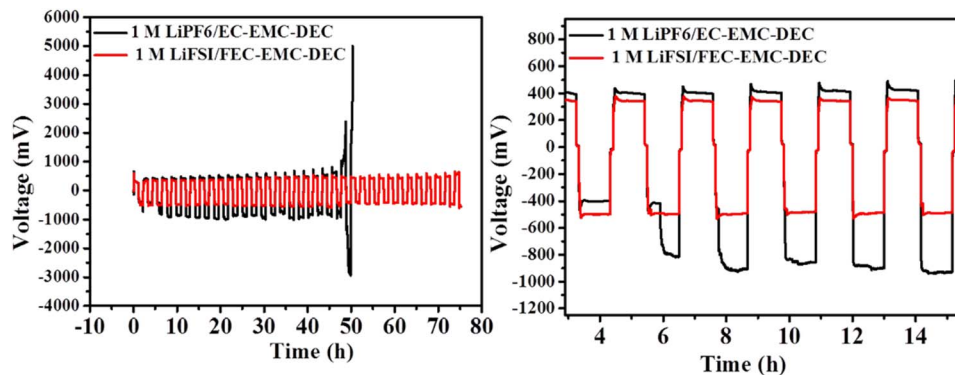 6000
5000
4000
3000
2000
1000
0
-1000
-2000
-3000
-4000
Voltage (mV)
1 M LiPF6/EC-EMC-DEC
1 M LiFSI/FEC-EMC-DEC
-10 0 10 20 30 40 50 60 70 80
Time (h)
800
600
400
200
0
-200
-400
-600
-800
-1000
-1200
Voltage (mV)
1 M LiPF6/EC-EMC-DEC
1 M LiFSI/FEC-EMC-DEC
4 6 8 10 12 14
Time (h)